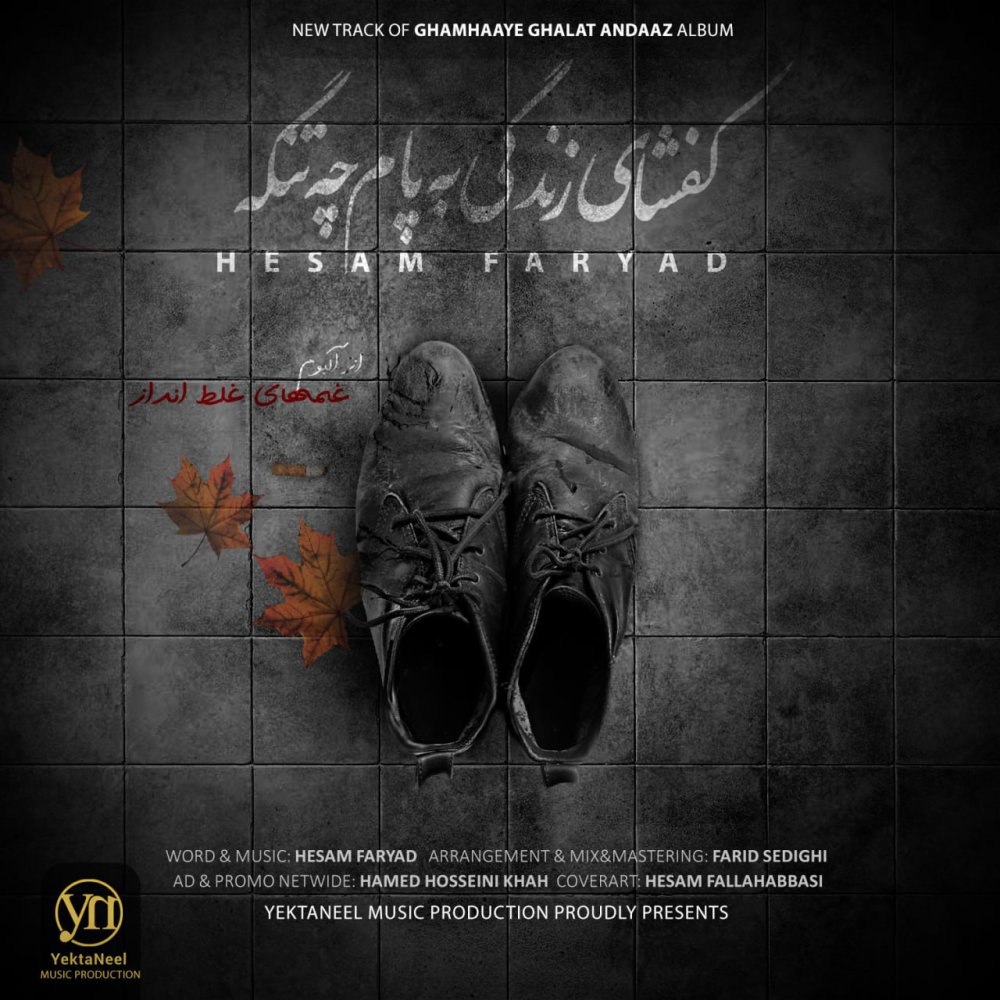 NEW TRACK OF GHAMHAAYE GHALAT ANDAAZ ALBUM
کفشای زندگی به پام چه تنگه
HESAM FARYAD
از آلبوم
غمهای غلط انداز
WORD & MUSIC: HESAM FARYAD ARRANGEMENT & MIX&MASTERING: FARID SEDIGHI
AD & PROMO NETWIDE: HAMED HOSSEINI KHAH COVERART: HESAM FALLAHABBASI
YEKTANEEL MUSIC PRODUCTION PROUDLY PRESENTS
yn
YektaNeel
MUSIC PRODUCTION